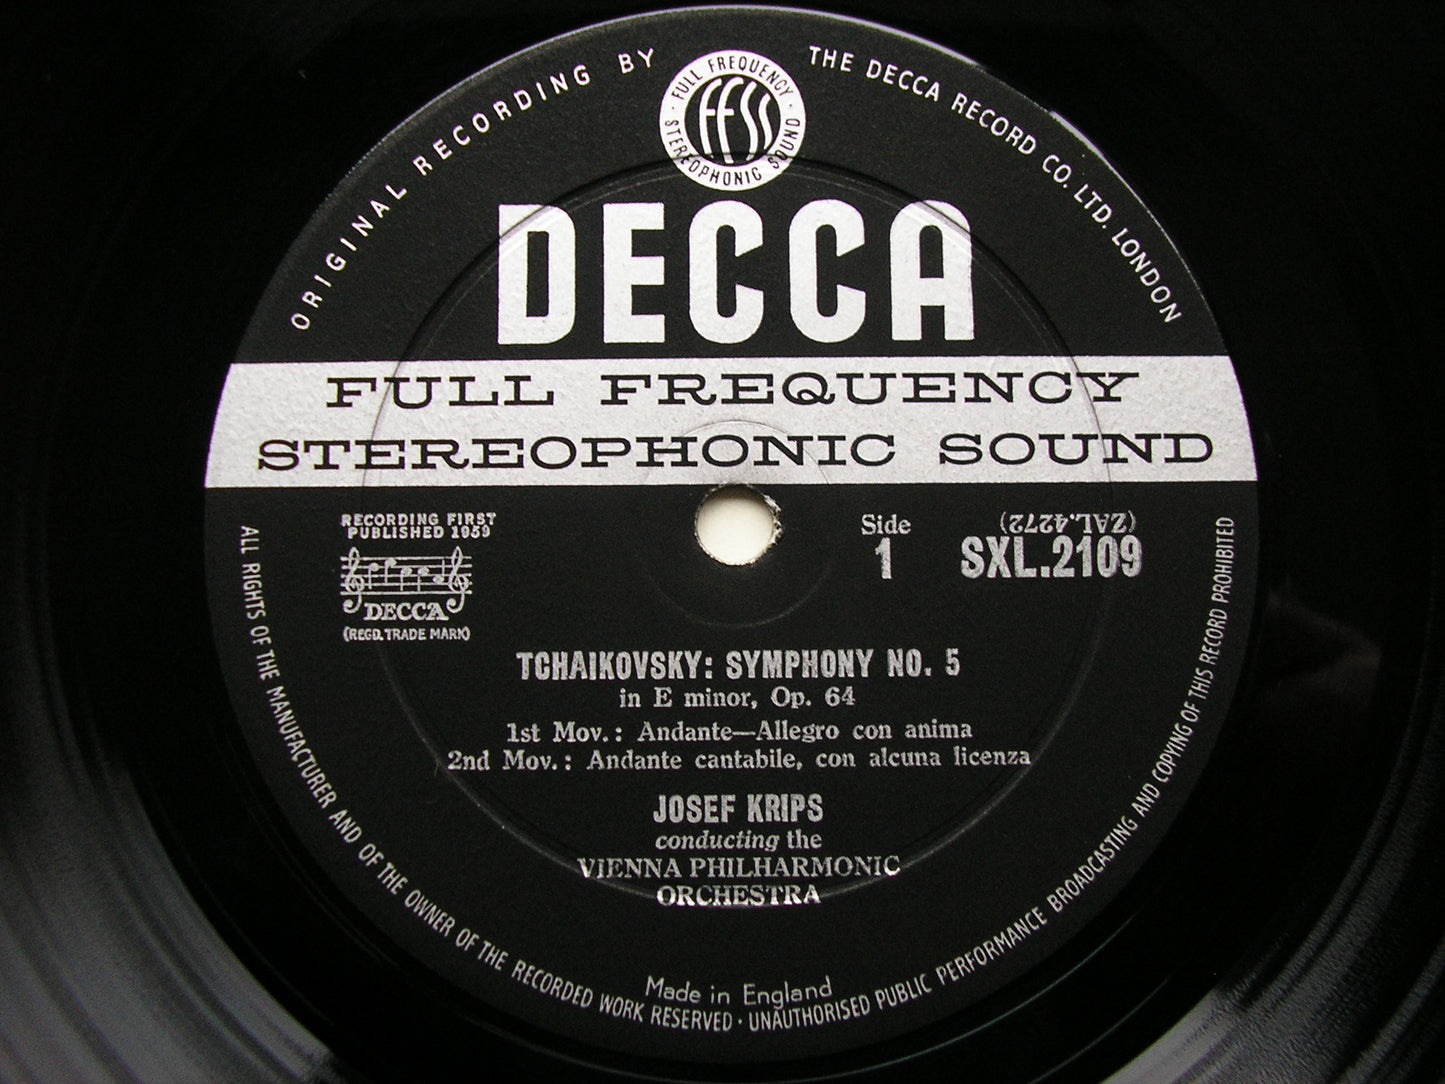 ORIGINAL RECORDING BY THE DECCA RECORD CO. LTD. LONDON
FULL FREQUENCY STEREOPHONIC SOUND
FFSS
DECCA
FULL FREQUENCY
STEREOPHONIC SOUND
RECORDING FIRST
PUBLISHED 1959
DECCA
(REGD. TRADE MARK)
Side
1
(ZAL.4272)
SXL.2109
TCHAIKOVSKY: SYMPHONY NO. 5
in E minor, Op. 64
1st Mov.: Andante—Allegro con anima
2nd Mov.: Andante cantabile, con alcuna licenza
JOSEF KRIPS
conducting the
VIENNA PHILHARMONIC
ORCHESTRA
Made in England
ALL RIGHTS OF THE MANUFACTURER AND OF THE OWNER OF THE RECORDED WORK RESERVED · UNAUTHORISED PUBLIC PERFORMANCE BROADCASTING AND COPYING OF THIS RECORD PROHIBITED